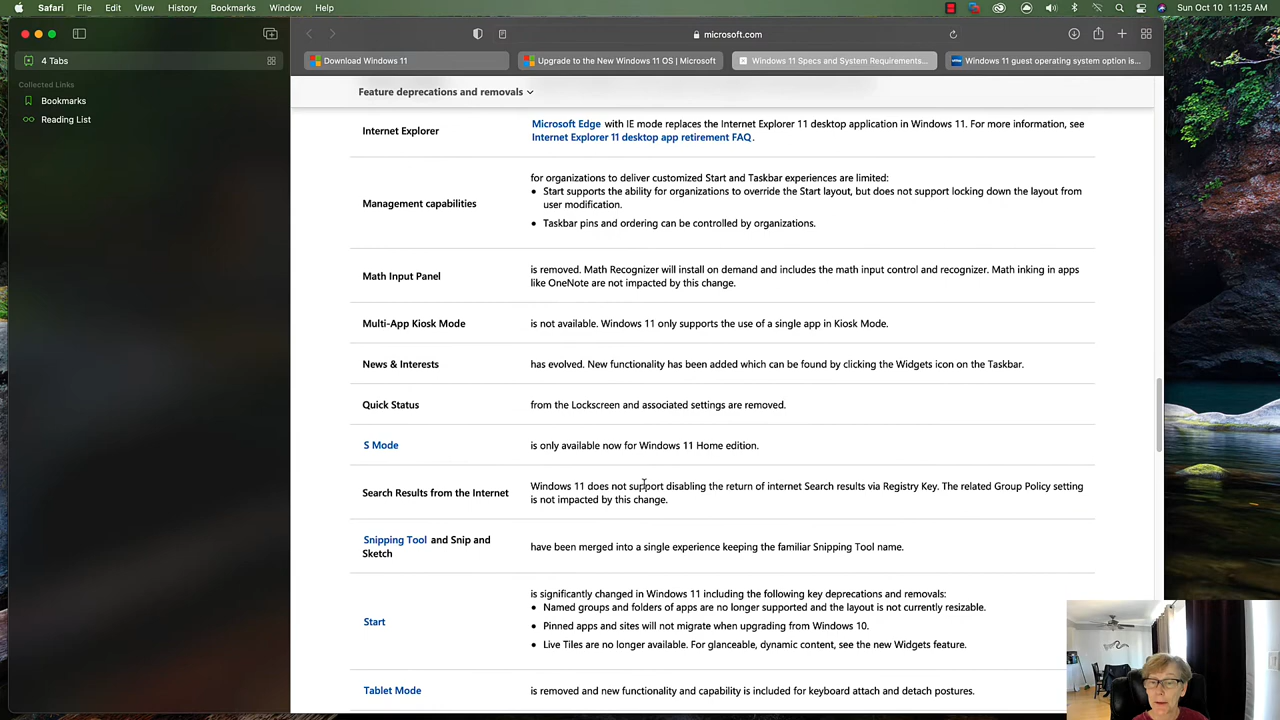 Safari File Edit View History Bookmarks Window Help Sun Oct 10 11:25 AM
4 Tabs
Collected Links
Bookmarks
Reading List
microsoft.com
Download Windows 11
Upgrade to the New Windows 11 OS | Microsoft
Windows 11 Specs and System Requirements...
Windows 11 guest operating system option is...
Feature deprecations and removals
Internet Explorer
Microsoft Edge with IE mode replaces the Internet Explorer 11 desktop application in Windows 11. For more information, see
Internet Explorer 11 desktop app retirement FAQ.
Management capabilities
for organizations to deliver customized Start and Taskbar experiences are limited:
• Start supports the ability for organizations to override the Start layout, but does not support locking down the layout from
user modification.
• Taskbar pins and ordering can be controlled by organizations.
Math Input Panel
is removed. Math Recognizer will install on demand and includes the math input control and recognizer. Math inking in apps
like OneNote are not impacted by this change.
Multi-App Kiosk Mode
is not available. Windows 11 only supports the use of a single app in Kiosk Mode.
News & Interests
has evolved. New functionality has been added which can be found by clicking the Widgets icon on the Taskbar.
Quick Status
from the Lockscreen and associated settings are removed.
S Mode
is only available now for Windows 11 Home edition.
Search Results from the Internet
Windows 11 does not support disabling the return of internet Search results via Registry Key. The related Group Policy setting
is not impacted by this change.
Snipping Tool and Snip and
Sketch
have been merged into a single experience keeping the familiar Snipping Tool name.
Start
is significantly changed in Windows 11 including the following key deprecations and removals:
• Named groups and folders of apps are no longer supported and the layout is not currently resizable.
• Pinned apps and sites will not migrate when upgrading from Windows 10.
• Live Tiles are no longer available. For glanceable, dynamic content, see the new Widgets feature.
Tablet Mode
is removed and new functionality and capability is included for keyboard attach and detach postures.